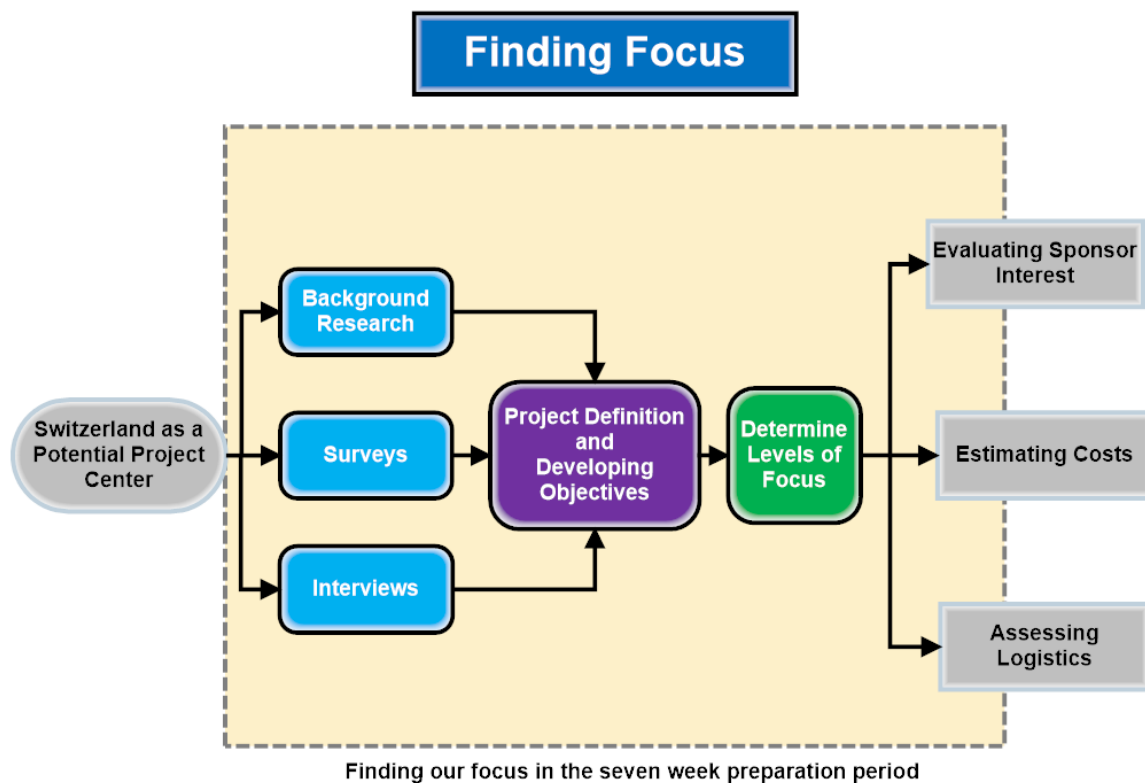 Finding Focus
Background
Research
Switzerland as a
Potential Project
Center
Surveys
Interviews
Project Definition
and
Developing
Objectives
Determine
Levels of
Focus
Evaluating Sponsor
Interest
Estimating Costs
Assessing
Logistics
Finding our focus in the seven week preparation period